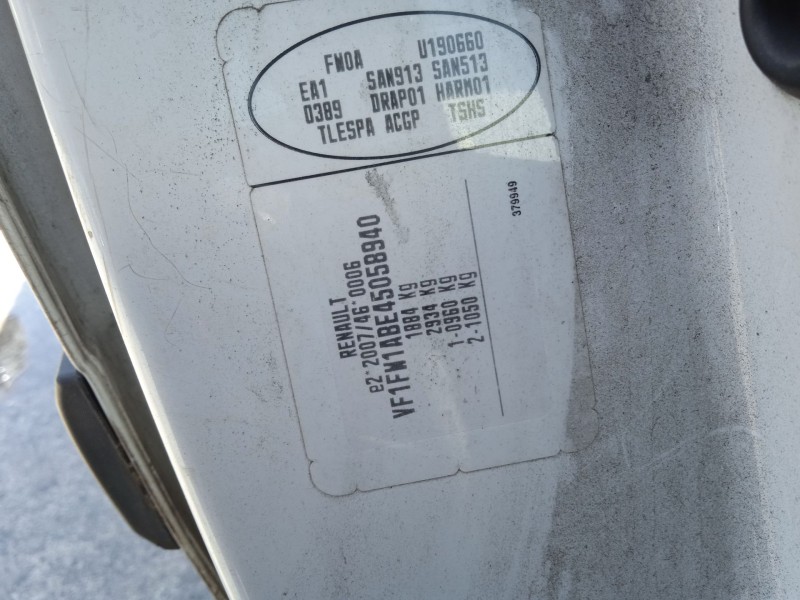 FW0A U190660
EA1 SAN913 SAN513
0389 DRAP01 HARM01
TLESPA ACGP TSHS
RENAULT
e2*2007/46*0006
VF1FW1ABE45058940
1884 Kg
2934 Kg
1-0960 Kg
2-1050 Kg
379949